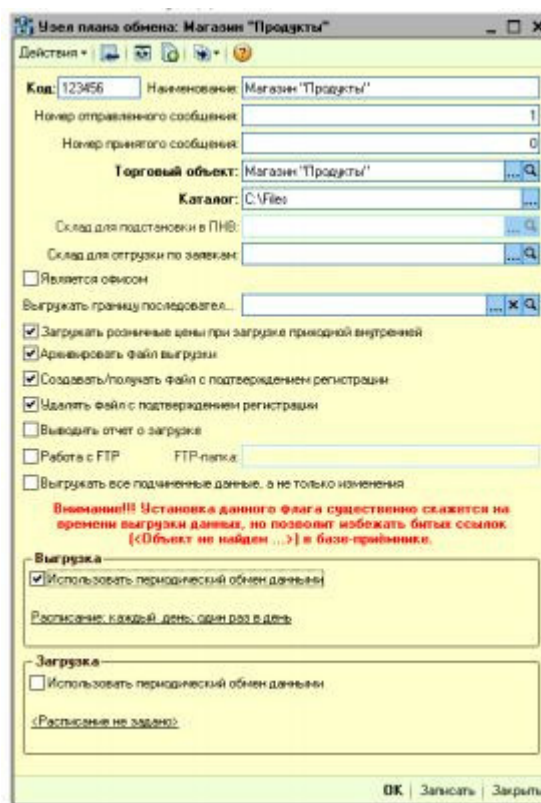 Узел плана обмена: Магазин "Продукты"
Действия
Код: 123456 Наименование: Магазин "Продукты"
Номер отправленного сообщения: 1
Номер принятого сообщения: 0
Торговый объект: Магазин "Продукты" ...
Каталог: C:\Files ...
Склад для подстановки в ПНВ: ...
Склад для отгрузки по заявкам: ...
Является офисом
Выгружать границу последовател... ... x
Загружать розничные цены при загрузке приходной внутренней
Архивировать файл выгрузки
Создавать/получать файл с подтверждением регистрации
Удалять файл с подтверждением регистрации
Выводить отчет о загрузке
Работа с FTP FTP-папка:
Выгружать все подчиненные данные, а не только изменения
Внимание!!! Установка данного флага существенно скажется на
времени выгрузки данных, но позволит избежать битых ссылок
(<Объект не найден ...>) в базе-приёмнике.
Выгрузка
Использовать периодический обмен данными
Расписание: каждый день; один раз в день
Загрузка
Использовать периодический обмен данными
<Расписание не задано>
OK | Записать | Закрыть